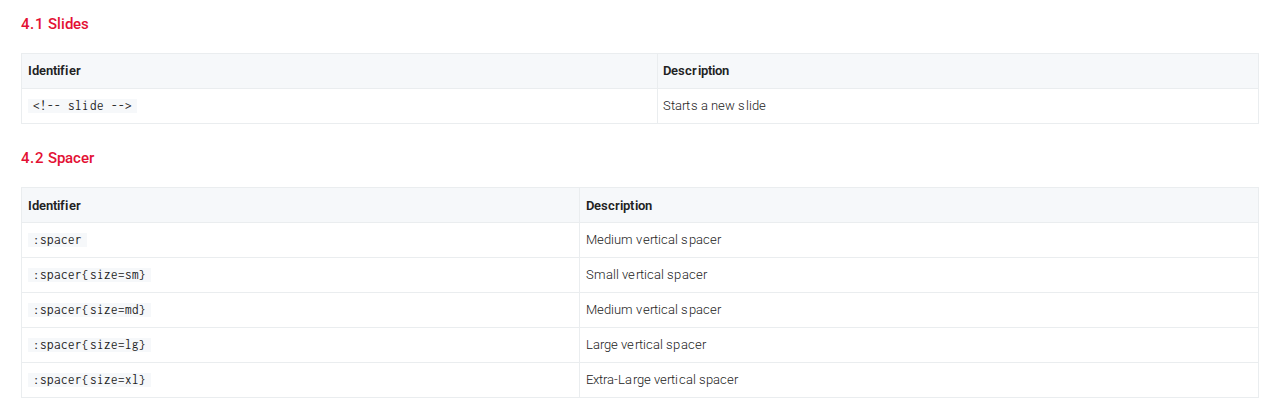 4.1 Slides
Identifier Description
<!-- slide --> Starts a new slide
4.2 Spacer
Identifier Description
:spacer Medium vertical spacer
:spacer{size=sm} Small vertical spacer
:spacer{size=md} Medium vertical spacer
:spacer{size=lg} Large vertical spacer
:spacer{size=xl} Extra-Large vertical spacer